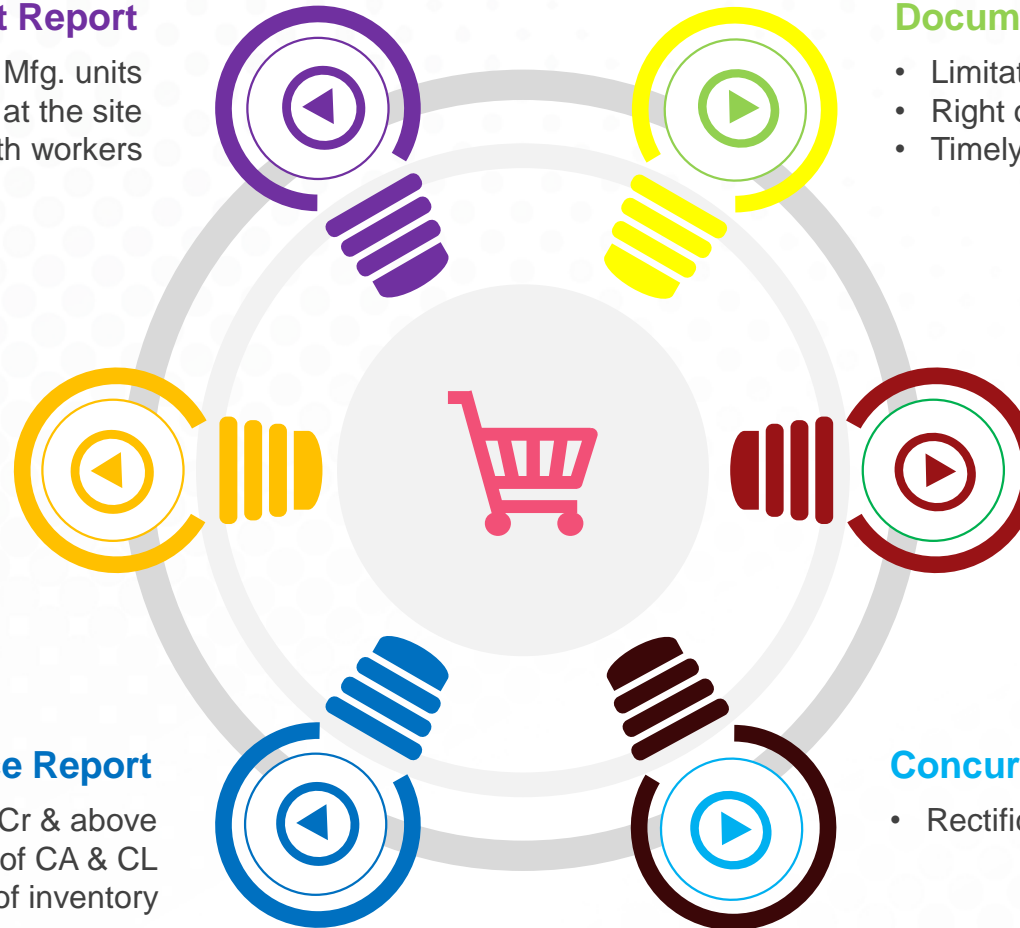 t Report
Mfg. units
at the site
th workers
Docum
• Limitat
• Right
• Timely
e Report
Cr & above
of CA & CL
of inventory
Concur
• Rectific